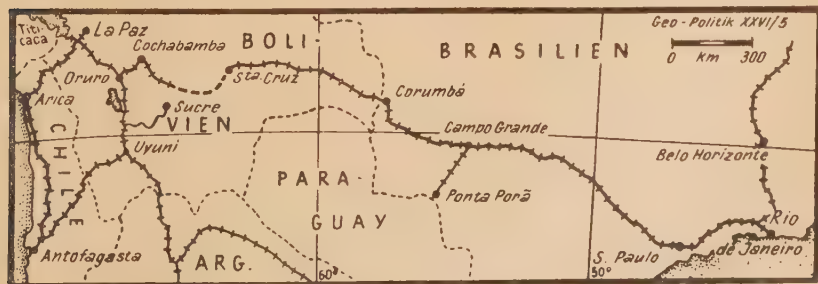 Titi-
caca
La Paz
Cochabamba
BOLI-
BRASILIEN
Geo-Politik XXVI/5
0 Km 300
Oruro
Sta. Cruz
Corumbá
Arica
Sucre
VIEN
CHILE
Campo Grande
Uyuni
Belo Horizonte
PARA-
Ponta Porã
GUAY
Rio
de Janeiro
S. Paulo
Antofagasta
ARG.
60°
50°